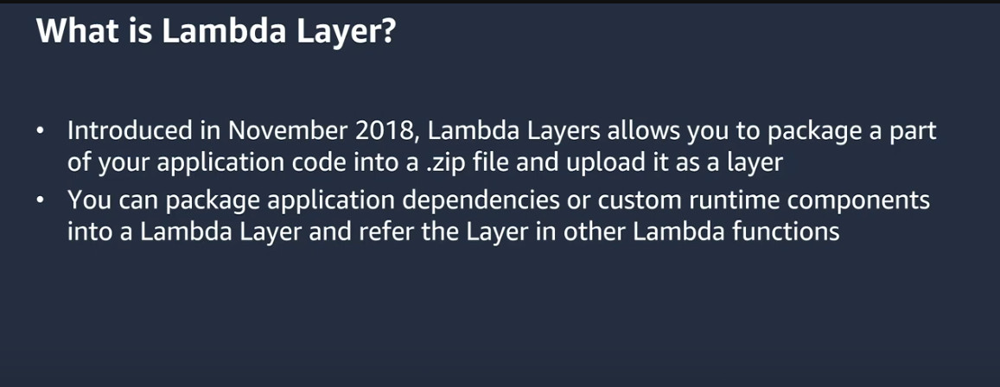 What is Lambda Layer?
• Introduced in November 2018, Lambda Layers allows you to package a part
of your application code into a .zip file and upload it as a layer
• You can package application dependencies or custom runtime components
into a Lambda Layer and refer the Layer in other Lambda functions